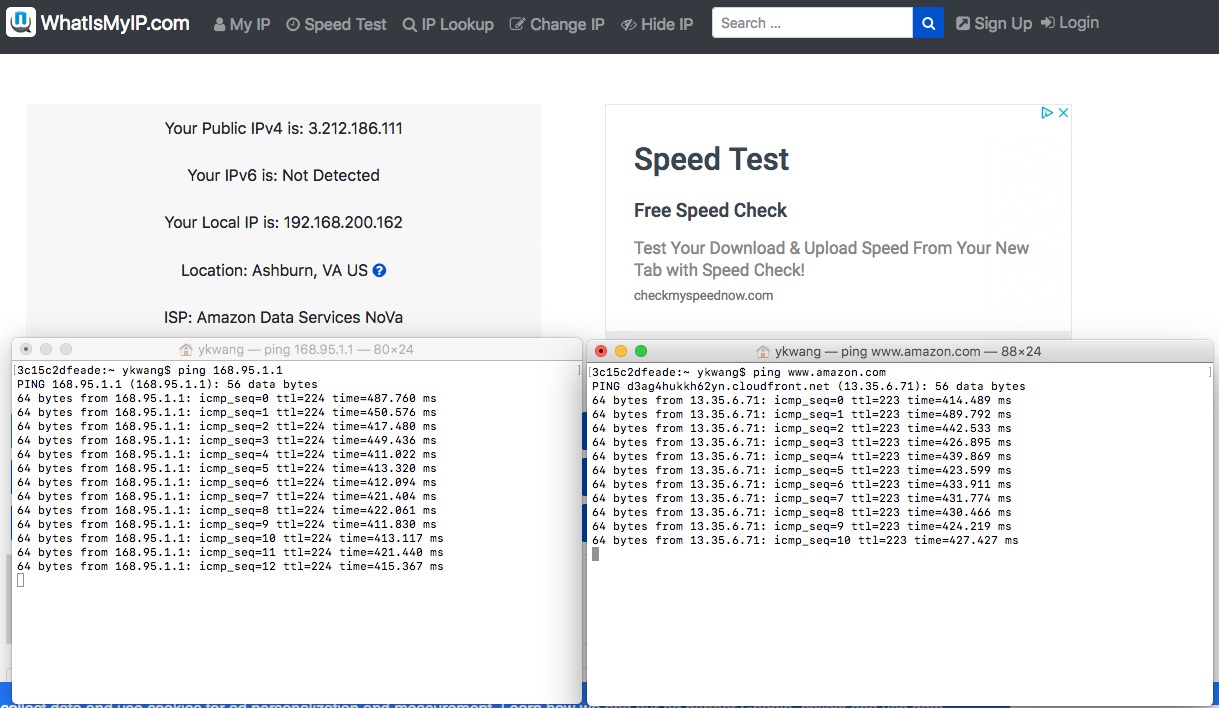 WhatIsMyIP.com My IP Speed Test IP Lookup Change IP Hide IP Search ... Sign Up Login
Your Public IPv4 is: 3.212.186.111
Your IPv6 is: Not Detected
Your Local IP is: 192.168.200.162
Location: Ashburn, VA US
ISP: Amazon Data Services NoVa
Speed Test
Free Speed Check
Test Your Download & Upload Speed From Your New
Tab with Speed Check!
checkmyspeednow.com
ykwang — ping 168.95.1.1 — 80×24
[3c15c2dfeade:~ ykwang$ ping 168.95.1.1 ]
PING 168.95.1.1 (168.95.1.1): 56 data bytes
64 bytes from 168.95.1.1: icmp_seq=0 ttl=224 time=487.760 ms
64 bytes from 168.95.1.1: icmp_seq=1 ttl=224 time=450.576 ms
64 bytes from 168.95.1.1: icmp_seq=2 ttl=224 time=417.480 ms
64 bytes from 168.95.1.1: icmp_seq=3 ttl=224 time=449.436 ms
64 bytes from 168.95.1.1: icmp_seq=4 ttl=224 time=411.022 ms
64 bytes from 168.95.1.1: icmp_seq=5 ttl=224 time=413.320 ms
64 bytes from 168.95.1.1: icmp_seq=6 ttl=224 time=412.094 ms
64 bytes from 168.95.1.1: icmp_seq=7 ttl=224 time=421.404 ms
64 bytes from 168.95.1.1: icmp_seq=8 ttl=224 time=422.061 ms
64 bytes from 168.95.1.1: icmp_seq=9 ttl=224 time=411.830 ms
64 bytes from 168.95.1.1: icmp_seq=10 ttl=224 time=413.117 ms
64 bytes from 168.95.1.1: icmp_seq=11 ttl=224 time=421.440 ms
64 bytes from 168.95.1.1: icmp_seq=12 ttl=224 time=415.367 ms
ykwang — ping www.amazon.com — 88×24
[3c15c2dfeade:~ ykwang$ ping www.amazon.com ]
PING d3ag4hukkh62yn.cloudfront.net (13.35.6.71): 56 data bytes
64 bytes from 13.35.6.71: icmp_seq=0 ttl=223 time=414.489 ms
64 bytes from 13.35.6.71: icmp_seq=1 ttl=223 time=489.792 ms
64 bytes from 13.35.6.71: icmp_seq=2 ttl=223 time=442.533 ms
64 bytes from 13.35.6.71: icmp_seq=3 ttl=223 time=426.895 ms
64 bytes from 13.35.6.71: icmp_seq=4 ttl=223 time=439.869 ms
64 bytes from 13.35.6.71: icmp_seq=5 ttl=223 time=423.599 ms
64 bytes from 13.35.6.71: icmp_seq=6 ttl=223 time=433.911 ms
64 bytes from 13.35.6.71: icmp_seq=7 ttl=223 time=431.774 ms
64 bytes from 13.35.6.71: icmp_seq=8 ttl=223 time=430.466 ms
64 bytes from 13.35.6.71: icmp_seq=9 ttl=223 time=424.219 ms
64 bytes from 13.35.6.71: icmp_seq=10 ttl=223 time=427.427 ms